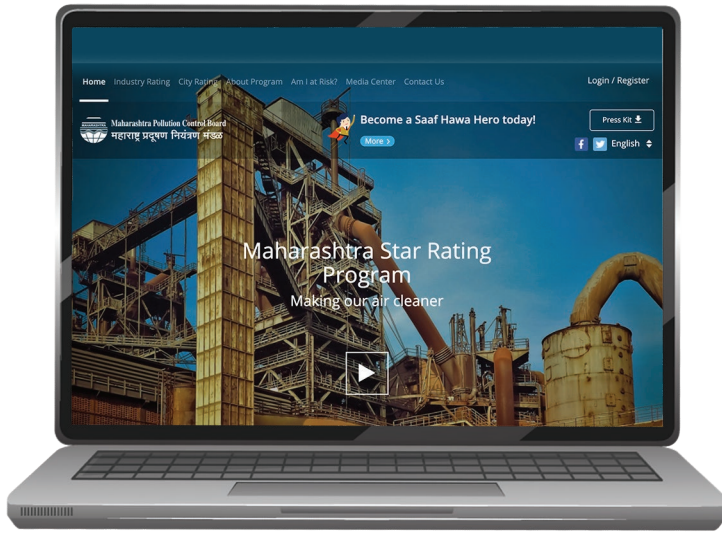 Home Industry Rating City Rating About Program Am I at Risk? Media Center Contact Us Login / Register
Maharashtra Pollution Control Board
महाराष्ट्र प्रदूषण नियंत्रण मंडळ
Become a Saaf Hawa Hero today!
More >
Press Kit
English
Maharashtra Star Rating
Program
Making our air cleaner